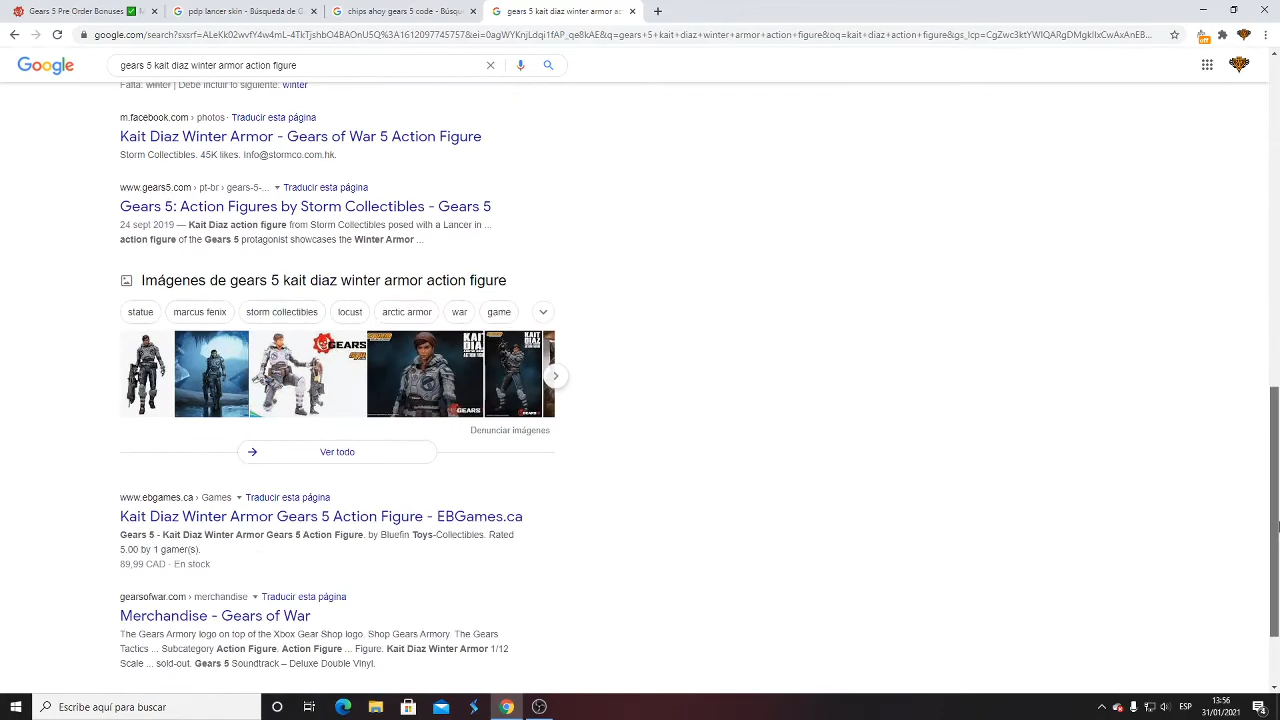 Gears 5 Pre Order Bonuses ✅ M
pdp lancer skin - Búsqueda de G
chips ahoy gears 5 code - Búsqu
gears 5 kait diaz winter armor ac
google.com/search?sxsrf=ALeKk02wvfY4w4mL-4TkTjshbO4BAOnU5Q%3A1612097745757&ei=0agWYKnjLdqi1fAP_qe8kAE&q=gears+5+kait+diaz+winter+armor+action+figure&oq=kait+diaz+action+figure&gs_lcp=CgZwc3ktYWIQARgDMgkIIxCwAxAnEB...
off
Google
gears 5 kait diaz winter armor action figure
Falta: winter | Debe incluir lo siguiente: winter
m.facebook.com › photos · Traducir esta página
Kait Diaz Winter Armor - Gears of War 5 Action Figure
Storm Collectibles. 45K likes. Info@stormco.com.hk.
www.gears5.com › pt-br › gears-5-... Traducir esta página
Gears 5: Action Figures by Storm Collectibles - Gears 5
24 sept 2019 — Kait Diaz action figure from Storm Collectibles posed with a Lancer in ...
action figure of the Gears 5 protagonist showcases the Winter Armor ...
Imágenes de gears 5 kait diaz winter armor action figure
statue
marcus fenix
storm collectibles
locust
arctic armor
war
game
GEARS
KAIT
DIAZ
GEARS
KAIT
DIAZ
Denunciar imágenes
Ver todo
www.ebgames.ca › Games Traducir esta página
Kait Diaz Winter Armor Gears 5 Action Figure - EBGames.ca
Gears 5 - Kait Diaz Winter Armor Gears 5 Action Figure. by Bluefin Toys-Collectibles. Rated
5.00 by 1 gamer(s).
89,99 CAD · En stock
gearsofwar.com › merchandise Traducir esta página
Merchandise - Gears of War
The Gears Armory logo on top of the Xbox Gear Shop logo. Shop Gears Armory The Gears
Tactics ... Subcategory Action Figure. Action Figure ... Figure. Kait Diaz Winter Armor 1/12
Scale ... sold-out. Gears 5 Soundtrack – Deluxe Double Vinyl.
Escribe aquí para buscar
ESP
13:56
31/01/2021